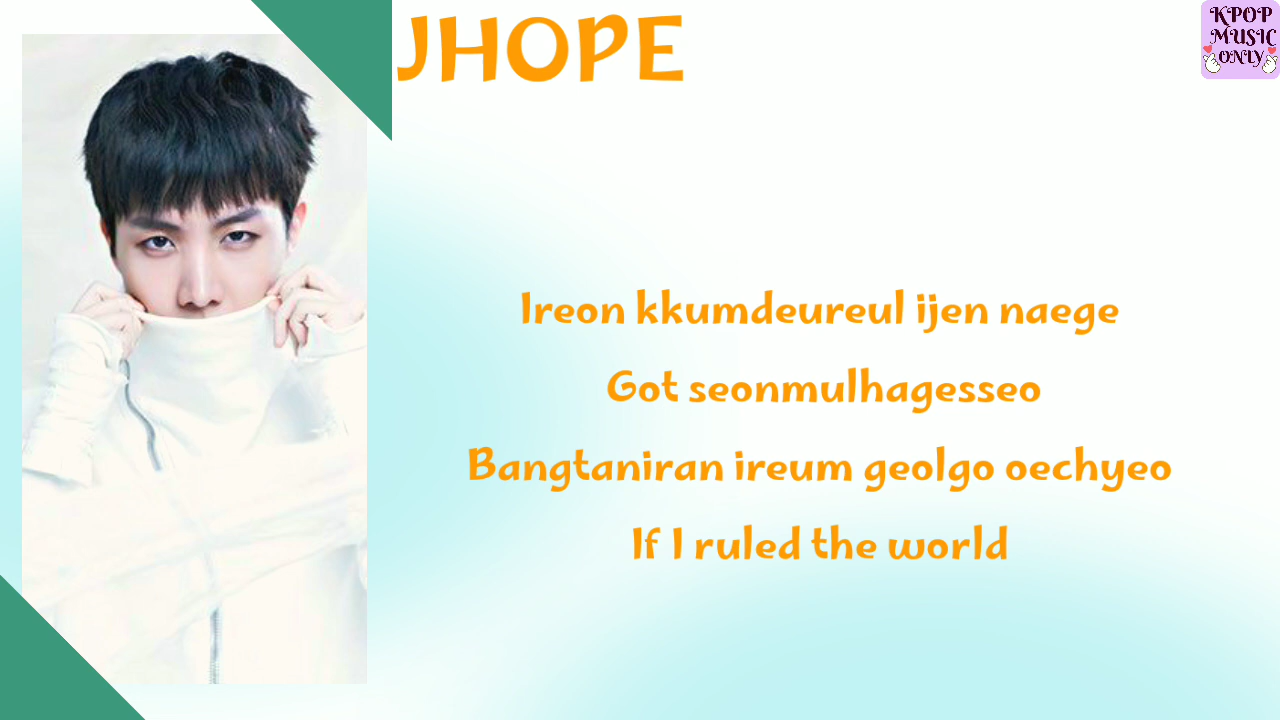 JHOPE
KPOP
MUSIC
ONLY
Ireon kkumdeureul ijen naege
Got seonmulhagesseo
Bangtaniran ireum geolgo oechyeo
If I ruled the world